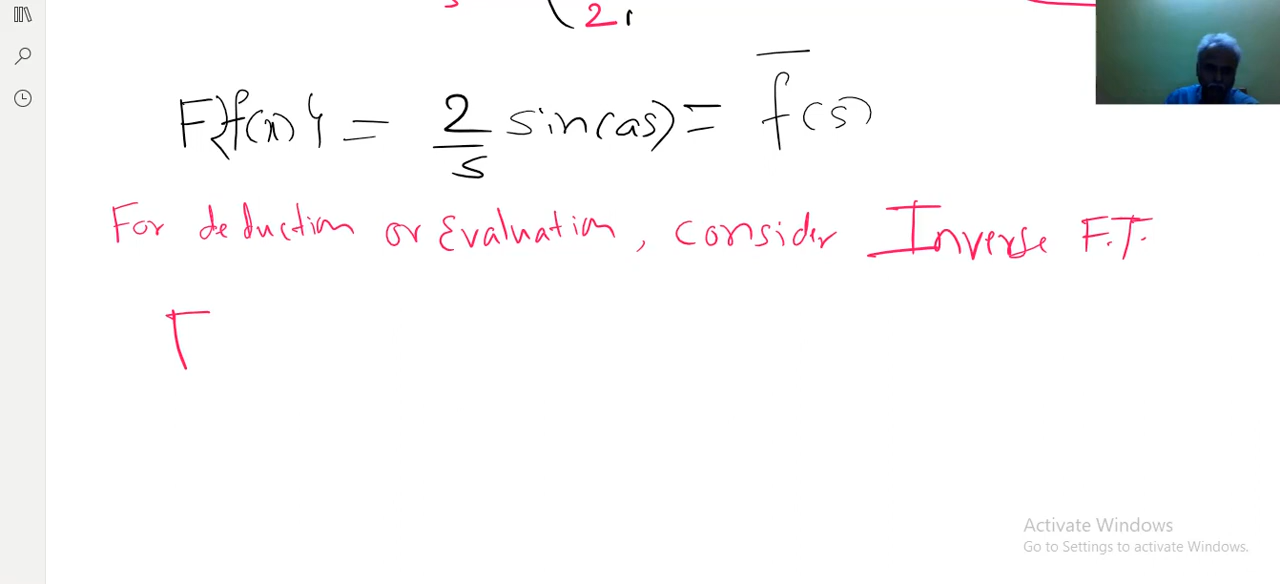 F{f(x)} = 2/s sin(as) = f̅(s)
For deduction or Evaluation, consider Inverse F.T.
Activate Windows
Go to Settings to activate Windows.